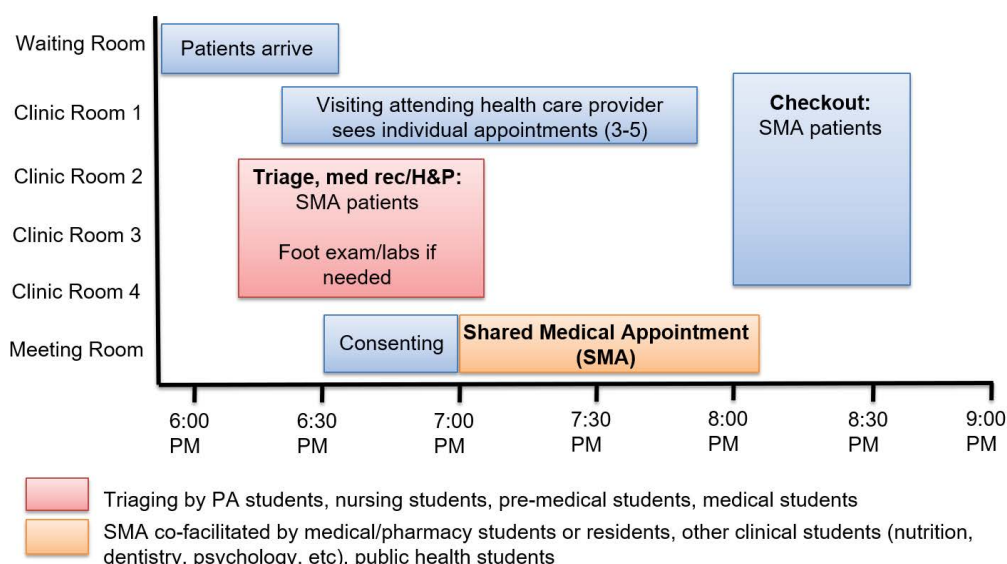 Waiting Room
Patients arrive
Clinic Room 1
Visiting attending health care provider
sees individual appointments (3-5)
Checkout:
SMA patients
Clinic Room 2
Triage, med rec/H&P:
SMA patients
Foot exam/labs if
needed
Clinic Room 3
Clinic Room 4
Meeting Room
Consenting
Shared Medical Appointment
(SMA)
6:00
PM
6:30
PM
7:00
PM
7:30
PM
8:00
PM
8:30
PM
9:00
PM
Triaging by PA students, nursing students, pre-medical students, medical students
SMA co-facilitated by medical/pharmacy students or residents, other clinical students (nutrition,
dentistry, psychology, etc), public health students